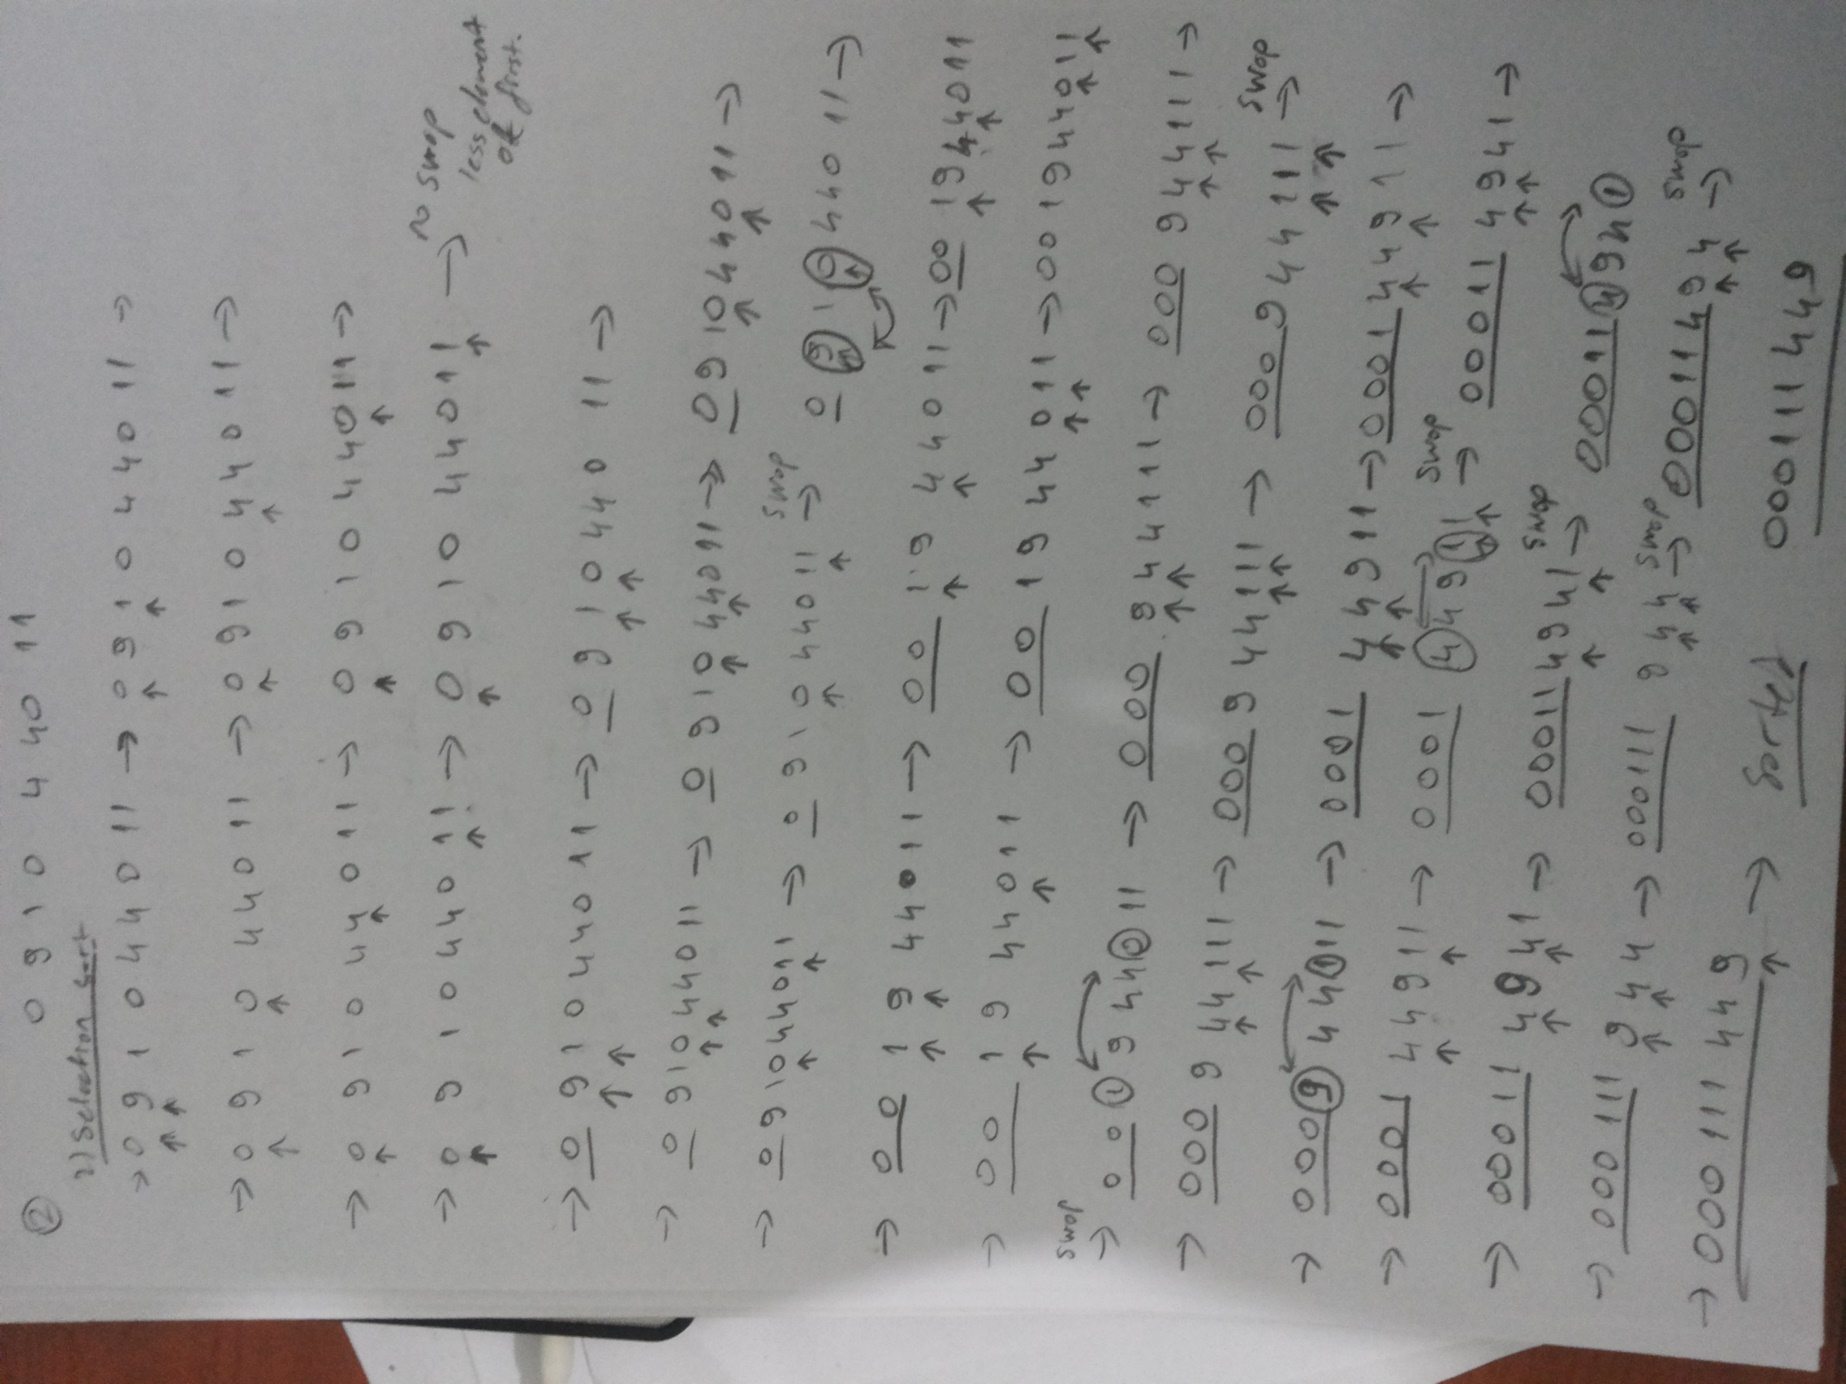 ② 0 9 1 0 4 4 0 1 1
2) Selection Sort
→ 0 9 1 0 4 4 0 1 1 → 0 9 1 0 4 4 0 1 1 →
→ 0 9 1 0 4 4 0 1 1 → 0 9 1 0 4 4 0 1 1 →
→ 0 9 1 0 4 4 0 1 1 → 0 9 1 0 4 4 0 1 1 →
→ 0 9 1 0 4 4 0 1 1 → 0 9 1 0 4 4 0 1 1 → no swap less element of first.
→ 0 9 1 0 4 4 0 1 1 → 0 9 1 0 4 4 0 1 1 →
→ 0 9 1 0 4 4 0 1 1 → 0 9 1 0 4 4 0 1 1 → 0 9 1 0 4 4 0 1 1 →
→ 0 9 1 0 4 4 0 1 1 → 0 9 1 0 4 4 0 1 1 swap → 0 9 1 0 4 4 0 1 1 →
→ 0 0 1 9 4 4 0 1 1 → 0 0 1 9 4 4 0 1 1 → 0 0 1 9 4 4 0 1 1
→ 0 0 1 9 4 4 0 1 1 → 0 0 1 9 4 4 0 1 1 → 0 0 1 9 4 4 0 1 1
swap → 0 0 1 9 4 4 0 1 1 → 0 0 0 9 4 4 1 1 1 → 0 0 0 9 4 4 1 1 1 →
→ 0 0 0 9 4 4 1 1 1 → 0 0 0 9 4 4 1 1 1 → 0 0 0 9 4 4 1 1 1 swap →
→ 0 0 0 9 4 4 1 1 1 → 0 0 0 1 4 4 9 1 1 → 0 0 0 1 4 4 9 1 1 →
→ 0 0 0 1 4 4 9 1 1 → 0 0 0 1 4 4 9 1 1 swap → 0 0 0 1 1 4 9 4 1 →
→ 0 0 0 1 1 4 9 4 1 → 0 0 0 1 1 4 9 4 1 swap → 0 0 0 1 1 4 9 4 1
→ 0 0 0 1 1 1 9 4 4 → 0 0 0 1 1 1 9 4 4 swap → 0 0 0 1 1 4 9 4 swap →
→ 0 0 0 1 1 1 4 4 9 → Sorted 0 0 0 1 1 1 4 4 9